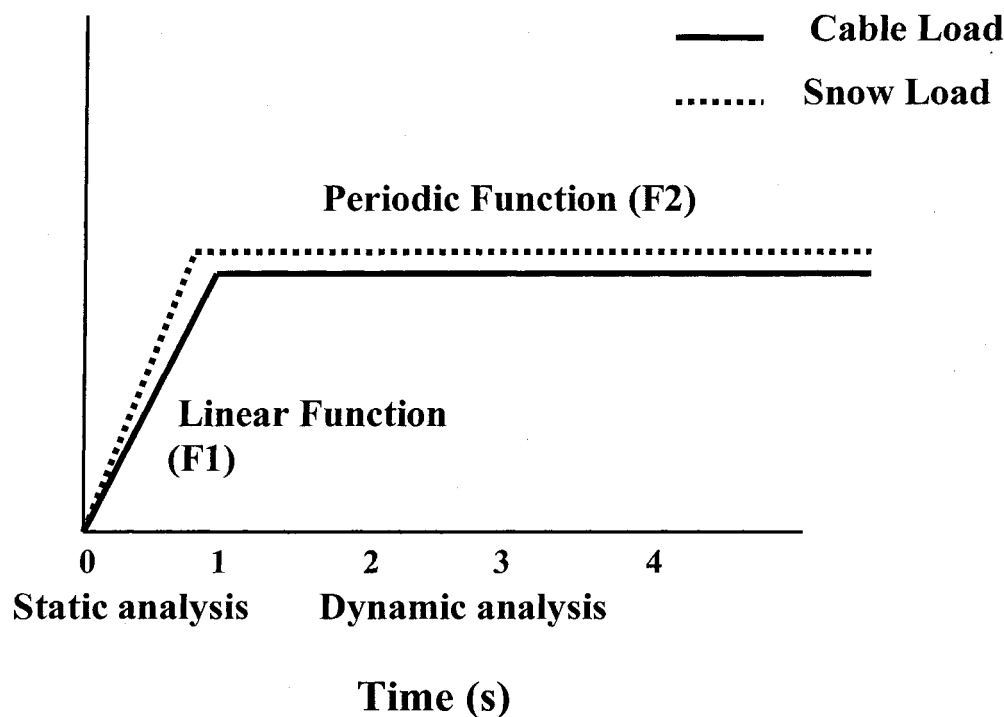 Cable Load
Snow Load
Periodic Function (F2)
Linear Function
(F1)
0 1 2 3 4
Static analysis Dynamic analysis
Time (s)